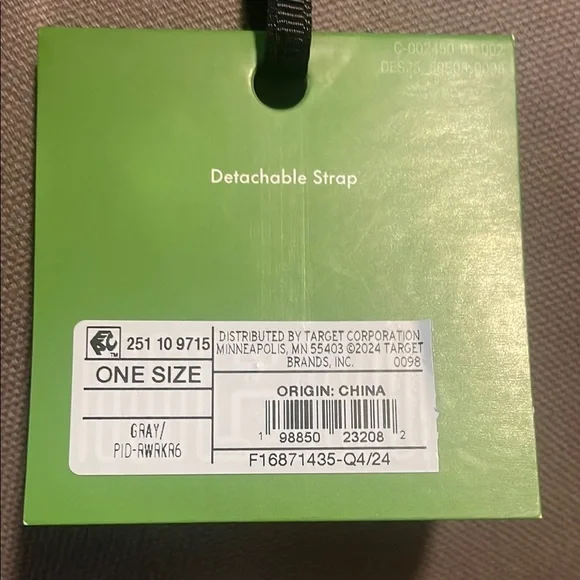 Detachable Strap
251 10 9715
ONE SIZE
GRAY/
PID-RWRKR6
DISTRIBUTED BY TARGET CORPORATION
MINNEAPOLIS, MN 55403 ©2024 TARGET
BRANDS, INC. 0098
ORIGIN: CHINA
1 98850 23208 2
F16871435-Q4/24